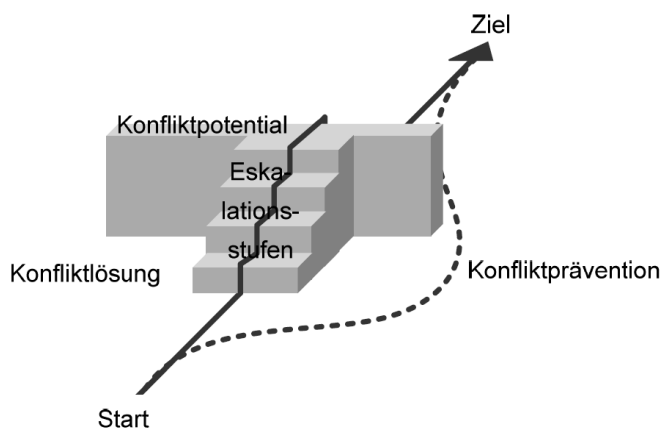 Ziel
Konfliktpotential
Eska-
lations-
stufen
Konfliktlösung
Konfliktprävention
Start